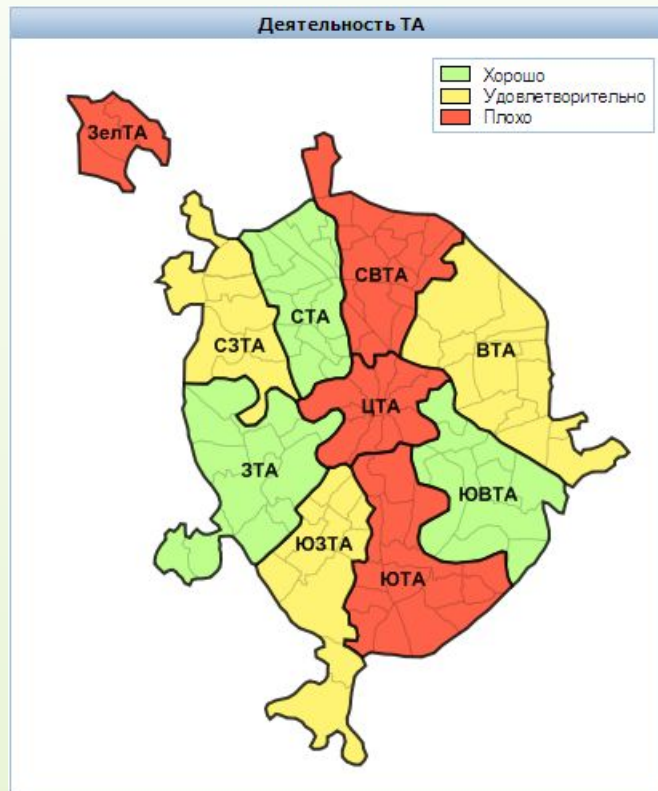 Деятельность ТА
Хорошо
Удовлетворительно
Плохо
ЗелТА
СВТА
СТА
СЗТА
ВТА
ЦТА
ЗТА
ЮВТА
ЮЗТА
ЮТА